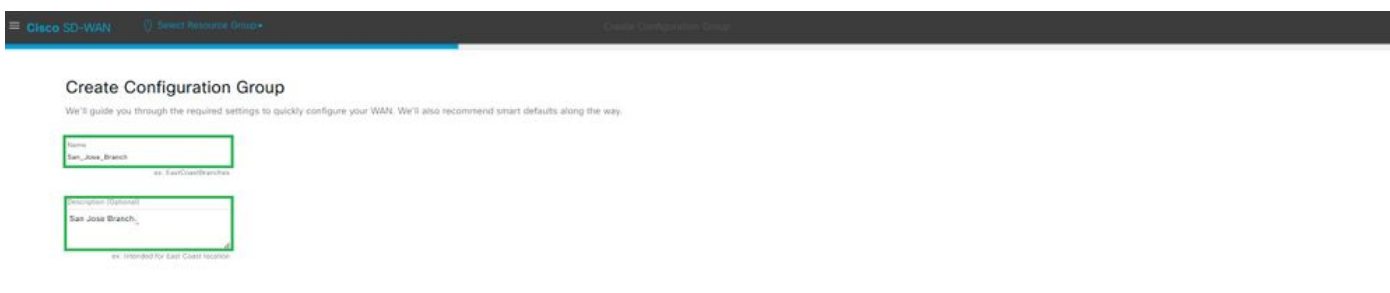 Cisco SD-WAN
Select Resource Group
Create Configuration Group
Create Configuration Group
We'll guide you through the required settings to quickly configure your WAN. We'll also recommend smart defaults along the way.
Name
San_Jose_Branch
ex. EastCoastBranches
Description (Optional)
San Jose Branch_
ex. Intended for East Coast location